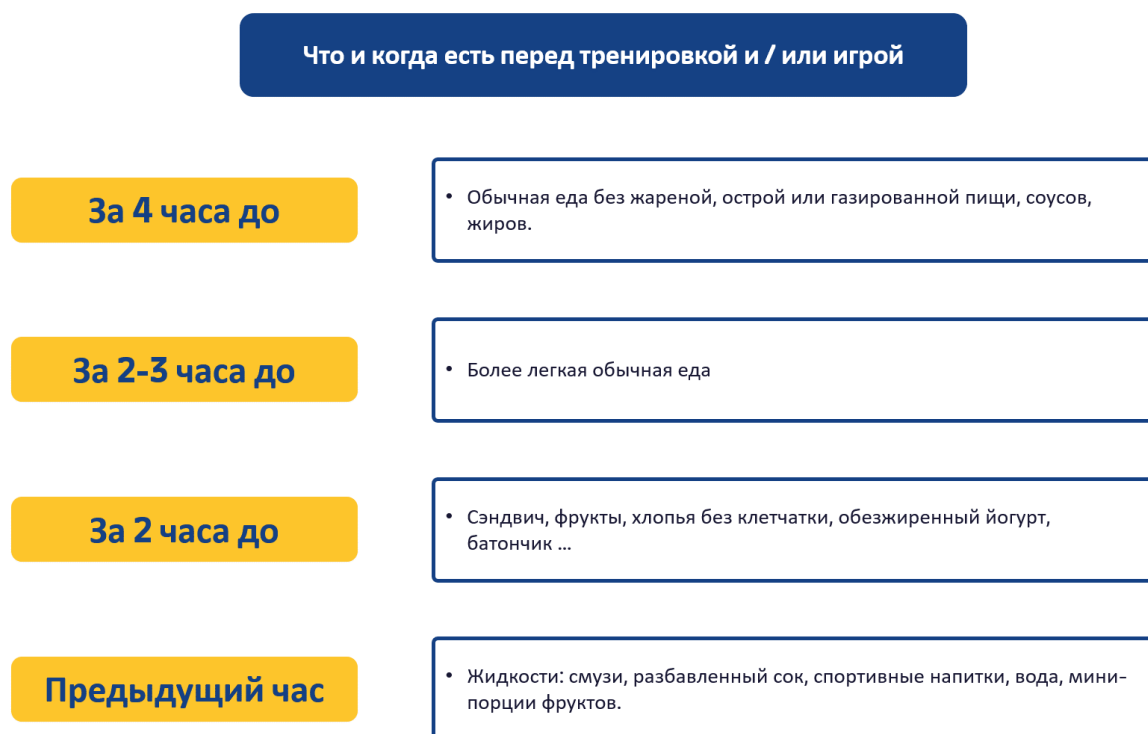 Что и когда есть перед тренировкой и / или игрой
За 4 часа до
• Обычная еда без жареной, острой или газированной пищи, соусов,
жиров.
За 2-3 часа до
• Более легкая обычная еда
За 2 часа до
• Сэндвич, фрукты, хлопья без клетчатки, обезжиренный йогурт,
батончик ...
Предыдущий час
• Жидкости: смузи, разбавленный сок, спортивные напитки, вода, мини-
порции фруктов.